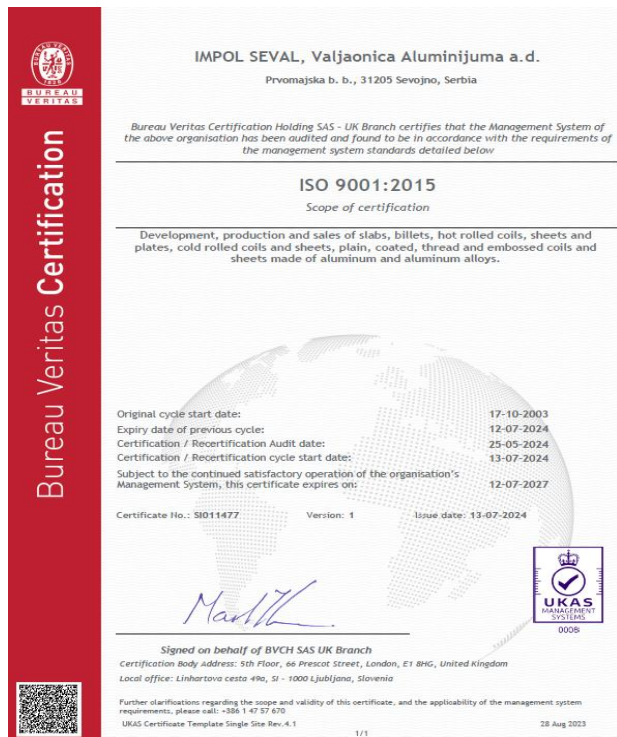 BUREAU
VERITAS
Bureau Veritas Certification
IMPOL SEVAL, Valjaonica Aluminijuma a.d.
Prvomajska b. b., 31205 Sevojno, Serbia
Bureau Veritas Certification Holding SAS – UK Branch certifies that the Management System of
the above organisation has been audited and found to be in accordance with the requirements of
the management system standards detailed below
ISO 9001:2015
Scope of certification
Development, production and sales of slabs, billets, hot rolled coils, sheets and
plates, cold rolled coils and sheets, plain, coated, thread and embossed coils and
sheets made of aluminum and aluminum alloys.
Original cycle start date: 17-10-2003
Expiry date of previous cycle: 12-07-2024
Certification / Recertification Audit date: 25-05-2024
Certification / Recertification cycle start date: 13-07-2024
Subject to the continued satisfactory operation of the organisation's
Management System, this certificate expires on: 12-07-2027
Certificate No.: SI011477 Version: 1 Issue date: 13-07-2024
UKAS
MANAGEMENT
SYSTEMS
0008
Signed on behalf of BVCH SAS UK Branch
Certification Body Address: 5th Floor, 66 Prescot Street, London, E1 8HG, United Kingdom
Local office: Linhartova cesta 49a, SI – 1000 Ljubljana, Slovenia
Further clarifications regarding the scope and validity of this certificate, and the applicability of the management system
requirements, please call: +386 1 47 57 670
UKAS Certificate Template Single Site Rev.4.1 28 Aug 2023
1/1